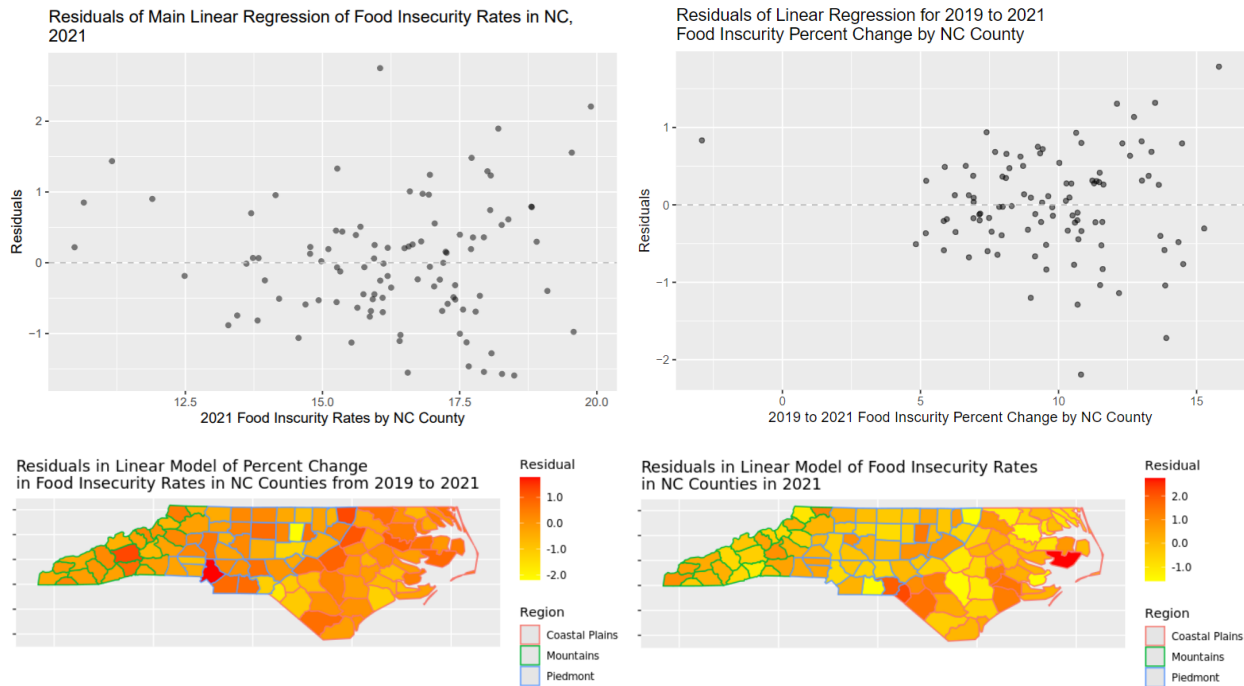 Residuals of Main Linear Regression of Food Insecurity Rates in NC,
2021
2
1
0
−1
Residuals
12.5 15.0 17.5 20.0
2021 Food Inscurity Rates by NC County
Residuals of Linear Regression for 2019 to 2021
Food Inscurity Percent Change by NC County
1
0
−1
−2
Residuals
0 5 10 15
2019 to 2021 Food Inscurity Percent Change by NC County
Residuals in Linear Model of Percent Change
in Food Insecurity Rates in NC Counties from 2019 to 2021
Residual
1.0
0.0
-1.0
-2.0
Region
Coastal Plains
Mountains
Piedmont
Residuals in Linear Model of Food Insecurity Rates
in NC Counties in 2021
Residual
2.0
1.0
0.0
-1.0
Region
Coastal Plains
Mountains
Piedmont